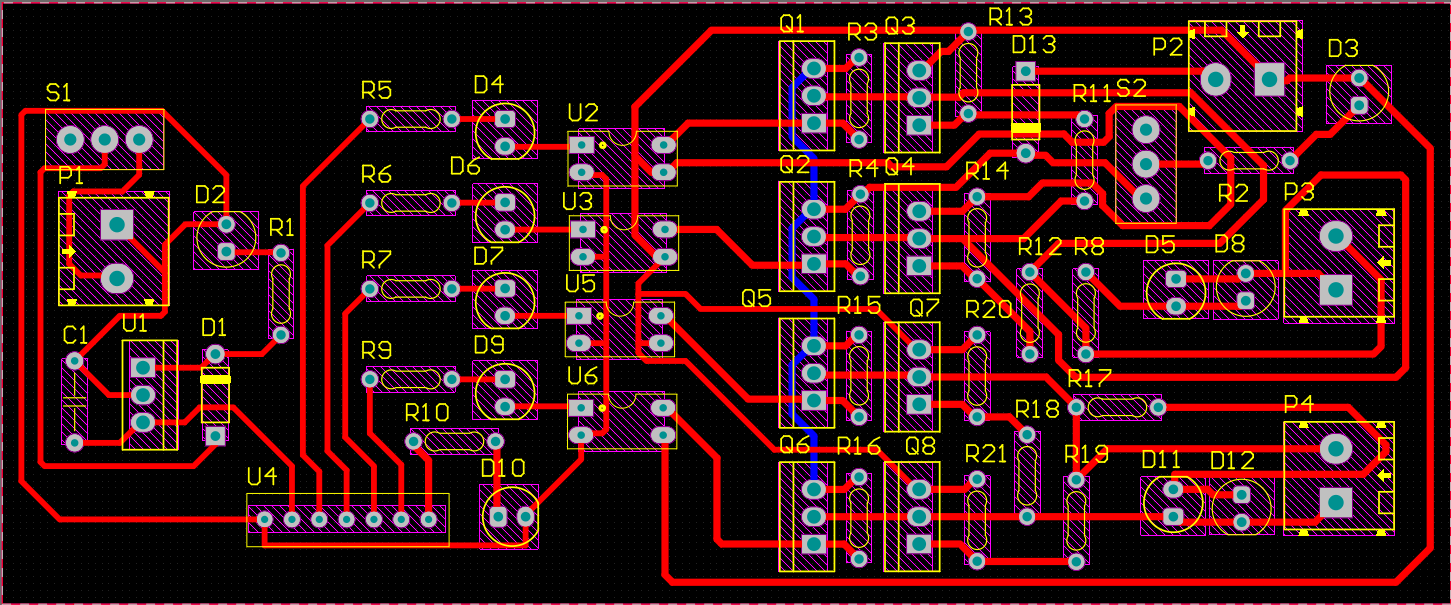 S1
P1
D2
R1
C1
U1
D1
U4
R5
D4
D6
R6
R7
D7
R9
D9
R10
D10
U2
U3
U5
U6
Q1
R3
Q3
R13
D13
P2
D3
Q2
R4
Q4
R14
R11
S2
R2
P3
Q5
R15
Q7
R20
R12
R8
D5
D8
Q6
R16
Q8
R21
R18
R17
R19
D11
D12
P4